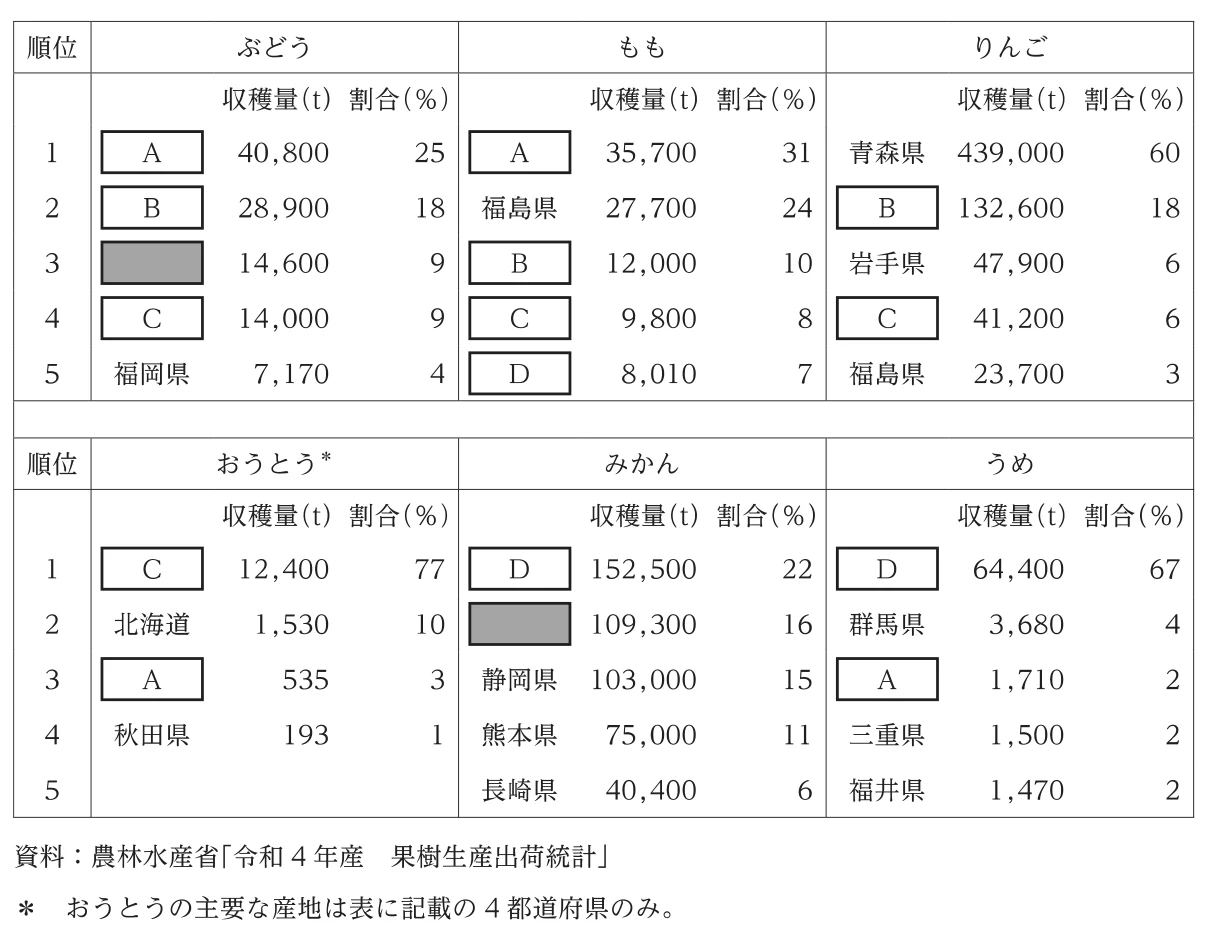 順位 ぶどう もも りんご
収穫量(t) 割合(%) 収穫量(t) 割合(%) 収穫量(t) 割合(%)
1 A 40,800 25 A 35,700 31 青森県 439,000 60
2 B 28,900 18 福島県 27,700 24 B 132,600 18
3 14,600 9 B 12,000 10 岩手県 47,900 6
4 C 14,000 9 C 9,800 8 C 41,200 6
5 福岡県 7,170 4 D 8,010 7 福島県 23,700 3
順位 おうとう* みかん うめ
収穫量(t) 割合(%) 収穫量(t) 割合(%) 収穫量(t) 割合(%)
1 C 12,400 77 D 152,500 22 D 64,400 67
2 北海道 1,530 10 109,300 16 群馬県 3,680 4
3 A 535 3 静岡県 103,000 15 A 1,710 2
4 秋田県 193 1 熊本県 75,000 11 三重県 1,500 2
5 長崎県 40,400 6 福井県 1,470 2
資料：農林水産省「令和4年産　果樹生産出荷統計」
＊　おうとうの主要な産地は表に記載の4都道府県のみ。